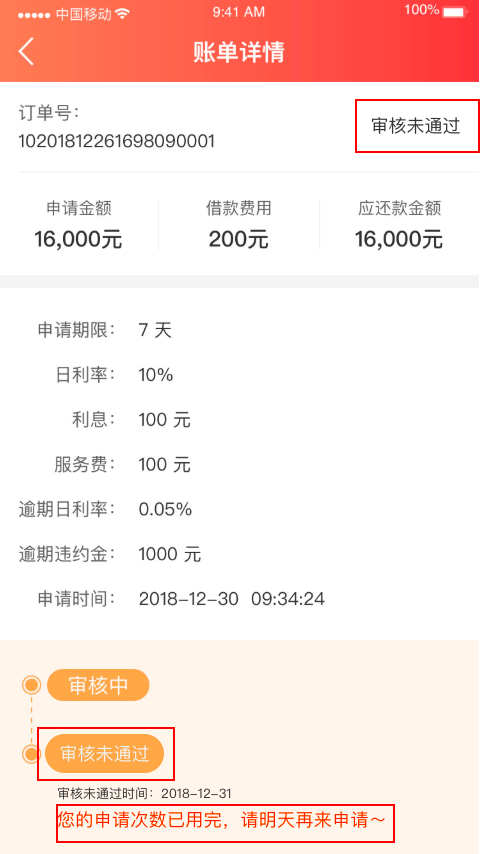 中国移动 9:41 AM 100%
账单详情
订单号：
10201812261698090001
审核未通过
申请金额 借款费用 应还款金额
16,000元 200元 16,000元
申请期限： 7 天
日利率： 10%
利息： 100 元
服务费： 100 元
逾期日利率： 0.05%
逾期违约金： 1000 元
申请时间： 2018-12-30 09:34:24
审核中
审核未通过
审核未通过时间：2018-12-31
您的申请次数已用完，请明天再来申请～